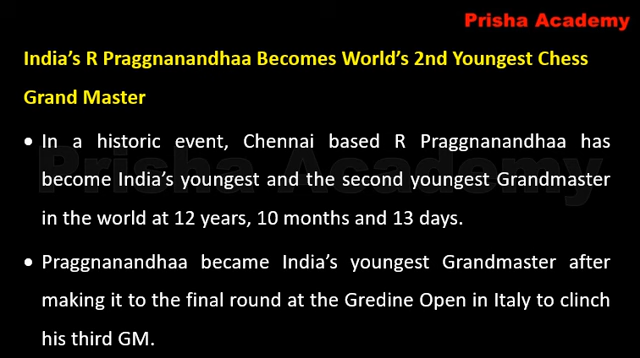 Prisha Academy
India's R Praggnanandhaa Becomes World's 2nd Youngest Chess
Grand Master
• In a historic event, Chennai based R Praggnanandhaa has
become India's youngest and the second youngest Grandmaster
in the world at 12 years, 10 months and 13 days.
Prisha Academy
• Praggnanandhaa became India's youngest Grandmaster after
making it to the final round at the Gredine Open in Italy to clinch
his third GM.